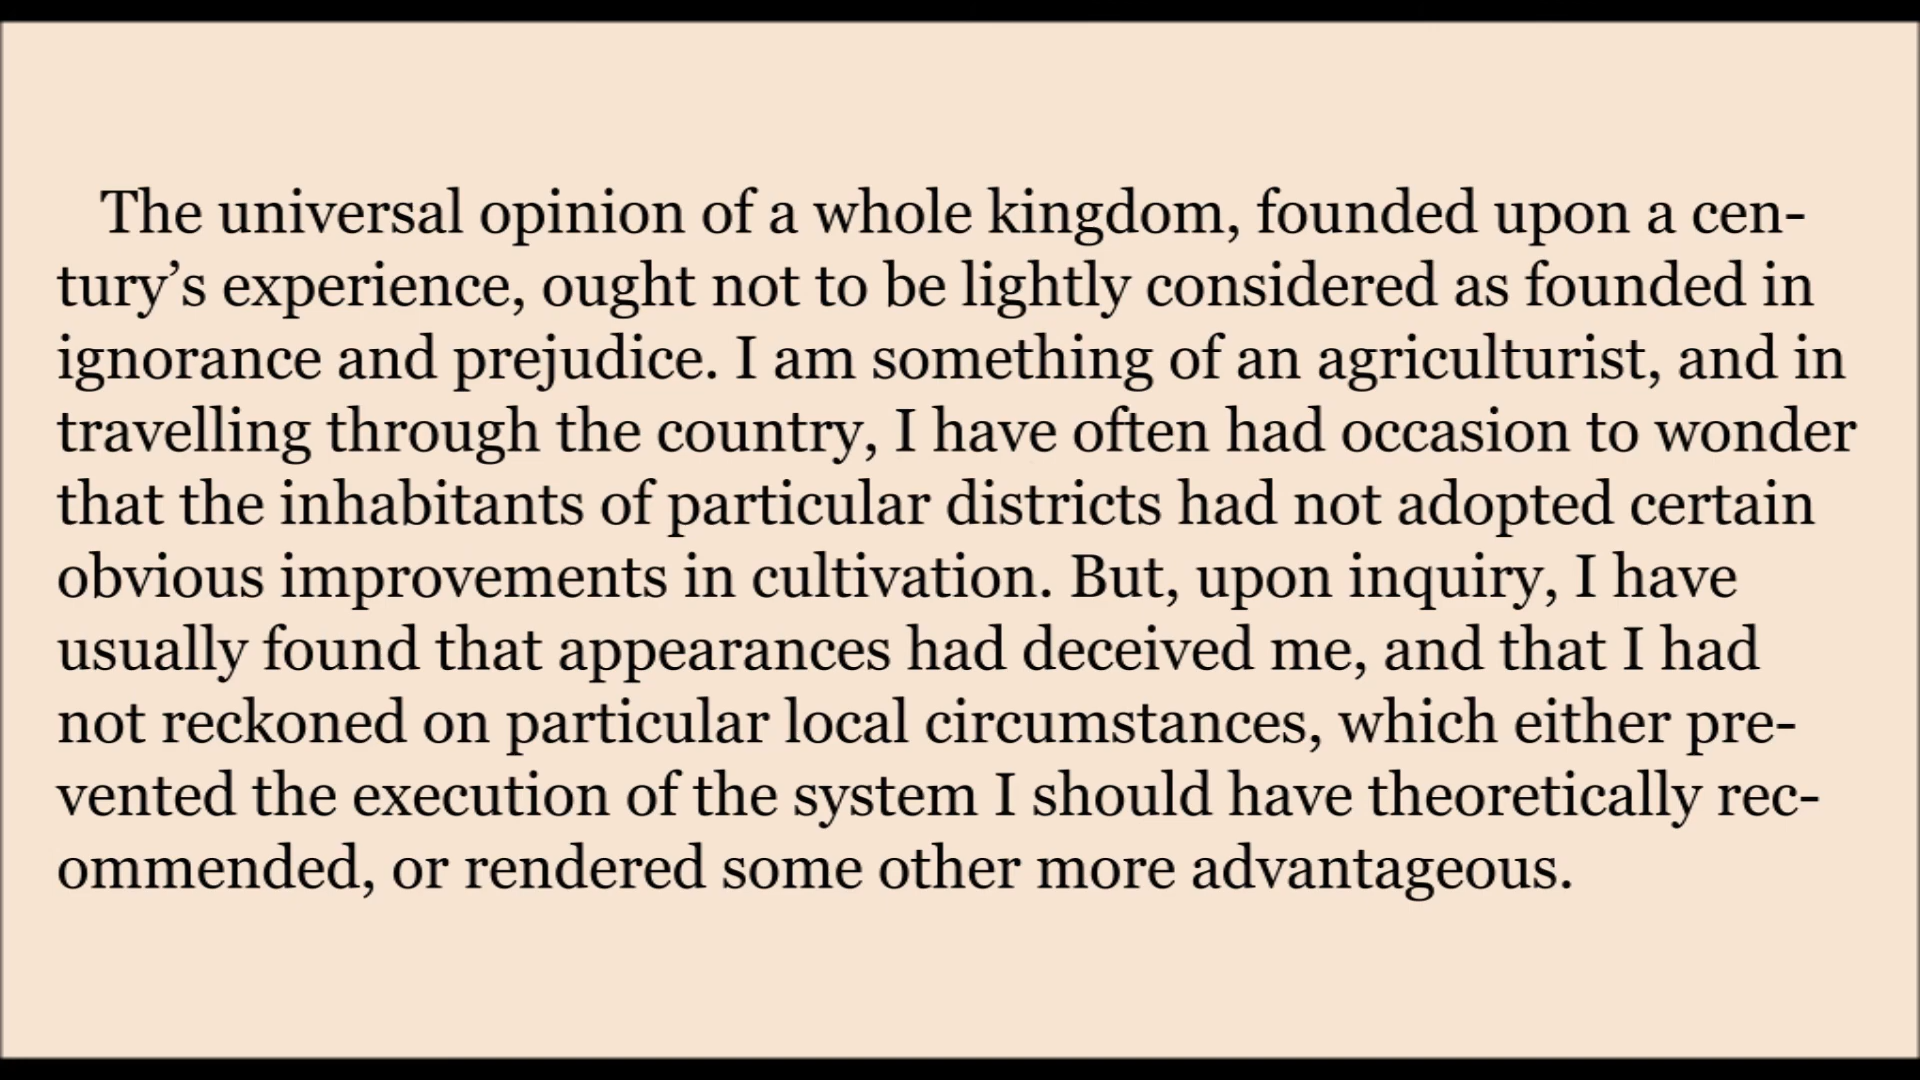 The universal opinion of a whole kingdom, founded upon a cen-
tury’s experience, ought not to be lightly considered as founded in
ignorance and prejudice. I am something of an agriculturist, and in
travelling through the country, I have often had occasion to wonder
that the inhabitants of particular districts had not adopted certain
obvious improvements in cultivation. But, upon inquiry, I have
usually found that appearances had deceived me, and that I had
not reckoned on particular local circumstances, which either pre-
vented the execution of the system I should have theoretically rec-
ommended, or rendered some other more advantageous.